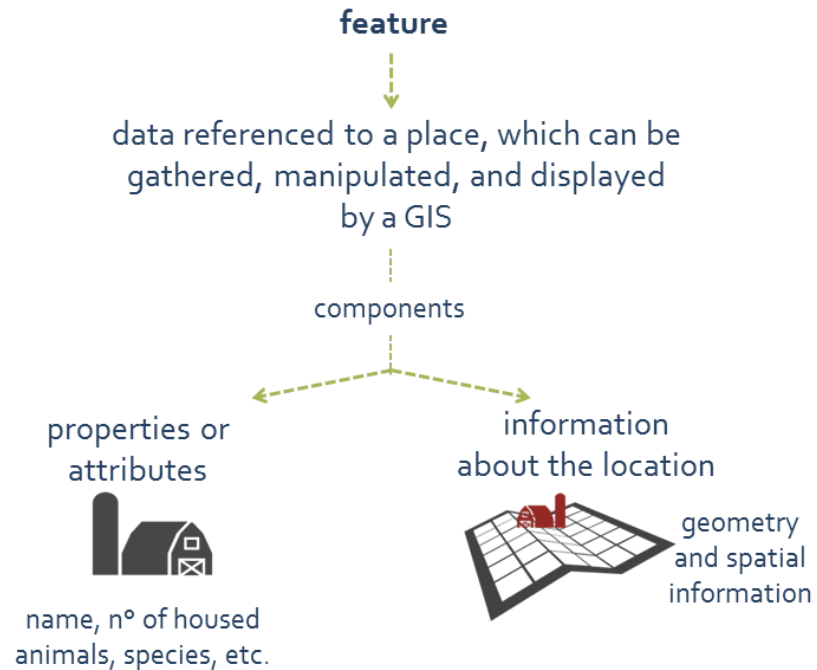 feature
data referenced to a place, which can be
gathered, manipulated, and displayed
by a GIS
components
properties or
attributes
name, nº of housed
animals, species, etc.
information
about the location
geometry
and spatial
information